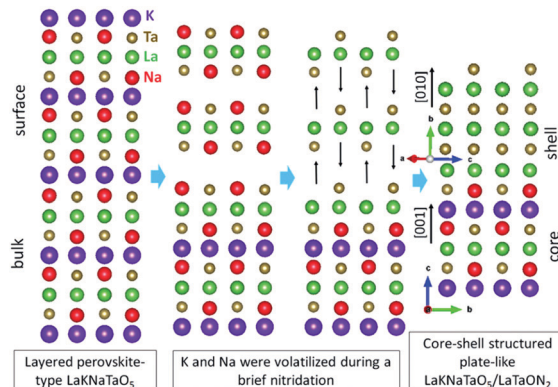 K
Ta
La
Na
surface
bulk
[010]
b
a
c
[001]
c
b
shell
core
Layered perovskite-
type LaKNaTaO₅
K and Na were volatilized during a
brief nitridation
Core-shell structured
plate-like
LaKNaTaO₅/LaTaON₂